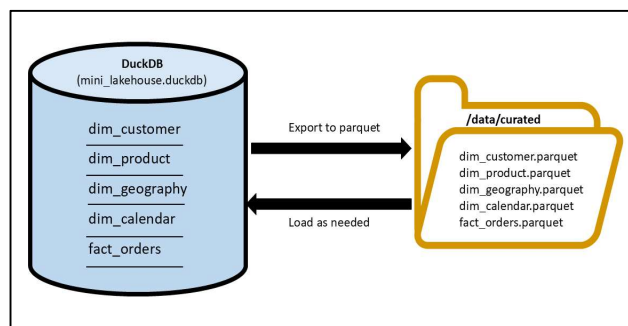 DuckDB
(mini_lakehouse.duckdb)
dim_customer
dim_product
dim_geography
dim_calendar
fact_orders
Export to parquet
Load as needed
/data/curated
dim_customer.parquet
dim_product.parquet
dim_geography.parquet
dim_calendar.parquet
fact_orders.parquet